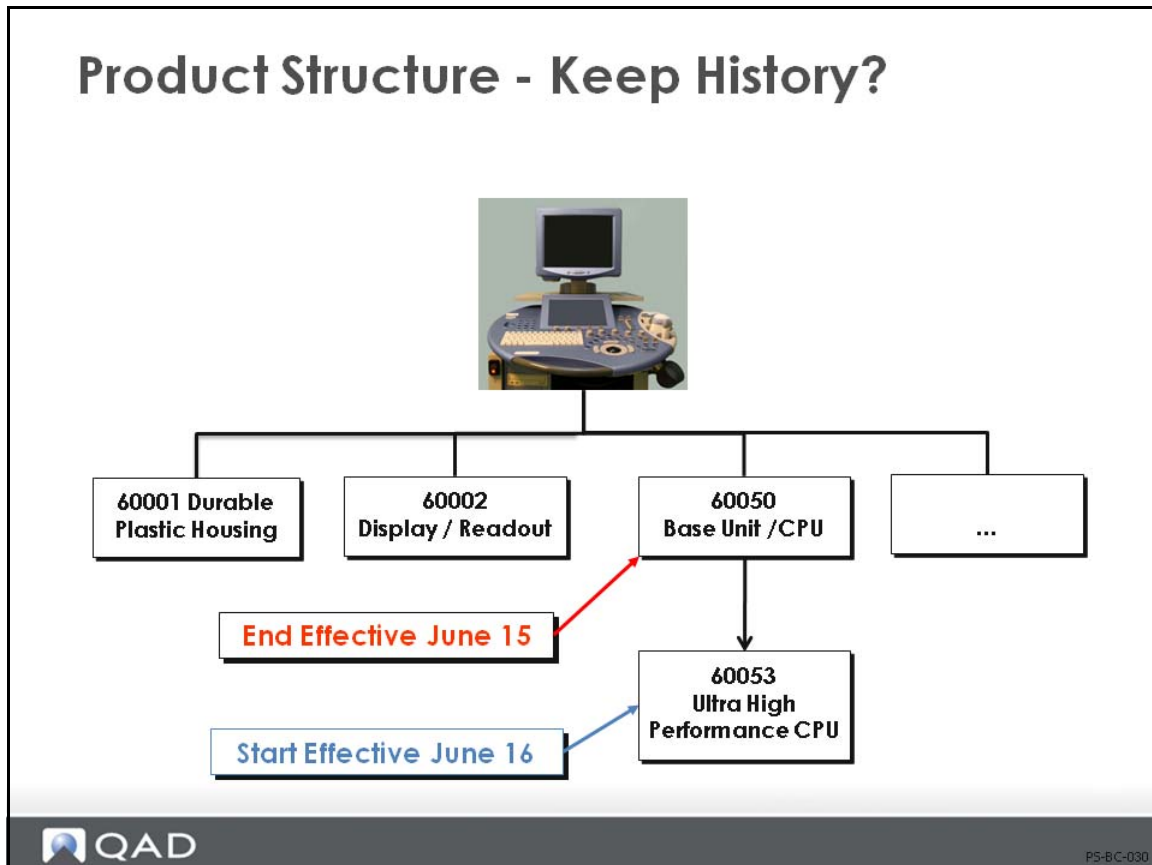 Product Structure - Keep History?
60001 Durable
Plastic Housing
60002
Display / Readout
60050
Base Unit /CPU
...
End Effective June 15
60053
Ultra High
Performance CPU
Start Effective June 16
QAD
PS-BC-030